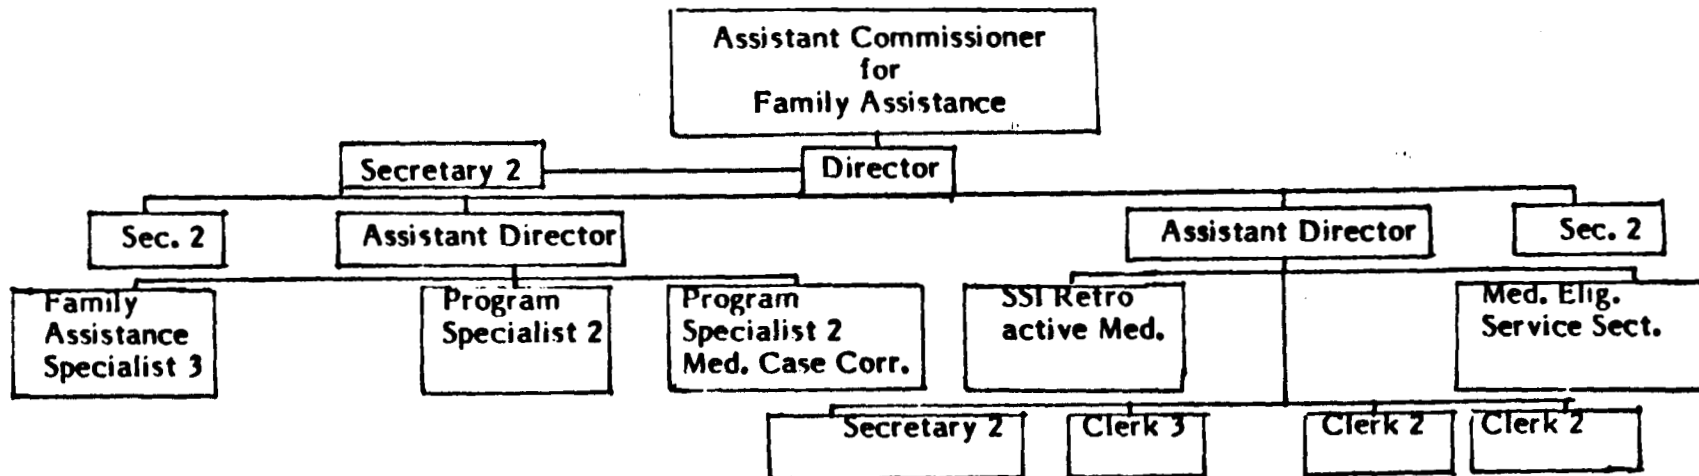 Assistant Commissioner
for
Family Assistance
Secretary 2
Director
Sec. 2
Assistant Director
Assistant Director
Sec. 2
Family
Assistance
Specialist 3
Program
Specialist 2
Program
Specialist 2
Med. Case Corr.
SSI Retro
active Med.
Med. Elig.
Service Sect.
Secretary 2
Clerk 3
Clerk 2
Clerk 2